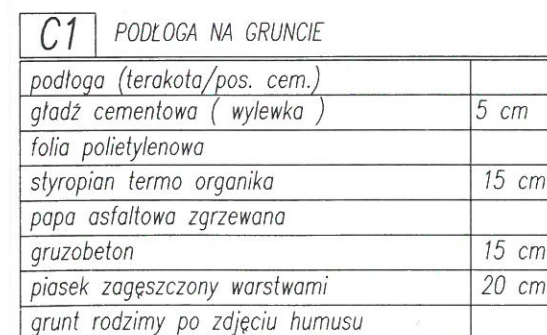 C1 PODŁOGA NA GRUNCIE
podłoga (terakota/pos. cem.)
gładź cementowa ( wylewka ) 5 cm
folia polietylenowa
styropian termo organika 15 cm
papa asfaltowa zgrzewana
gruzobeton 15 cm
piasek zagęszczony warstwami 20 cm
grunt rodzimy po zdjęciu humusu